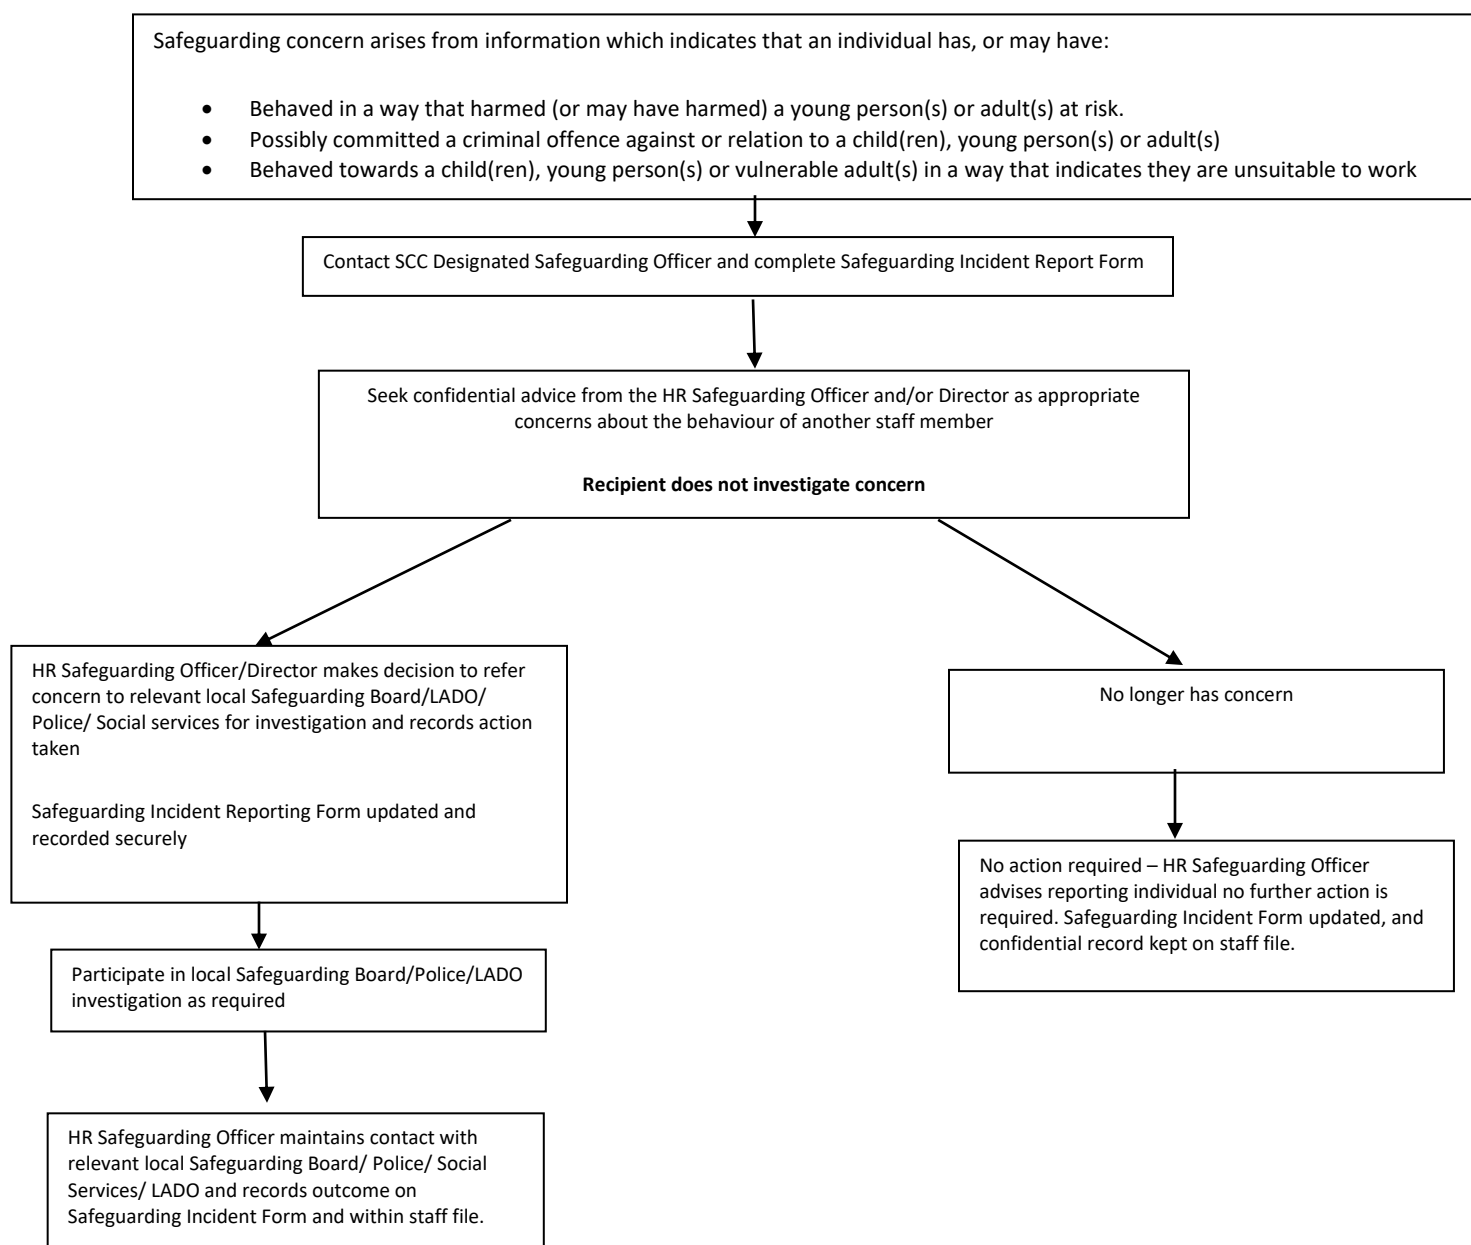 Safeguarding concern arises from information which indicates that an individual has, or may have:
• Behaved in a way that harmed (or may have harmed) a young person(s) or adult(s) at risk.
• Possibly committed a criminal offence against or relation to a child(ren), young person(s) or adult(s)
• Behaved towards a child(ren), young person(s) or vulnerable adult(s) in a way that indicates they are unsuitable to work
Contact SCC Designated Safeguarding Officer and complete Safeguarding Incident Report Form
Seek confidential advice from the HR Safeguarding Officer and/or Director as appropriate
concerns about the behaviour of another staff member
Recipient does not investigate concern
HR Safeguarding Officer/Director makes decision to refer
concern to relevant local Safeguarding Board/LADO/
Police/ Social services for investigation and records action
taken
Safeguarding Incident Reporting Form updated and
recorded securely
No longer has concern
No action required – HR Safeguarding Officer
advises reporting individual no further action is
required. Safeguarding Incident Form updated, and
confidential record kept on staff file.
Participate in local Safeguarding Board/Police/LADO
investigation as required
HR Safeguarding Officer maintains contact with
relevant local Safeguarding Board/ Police/ Social
Services/ LADO and records outcome on
Safeguarding Incident Form and within staff file.